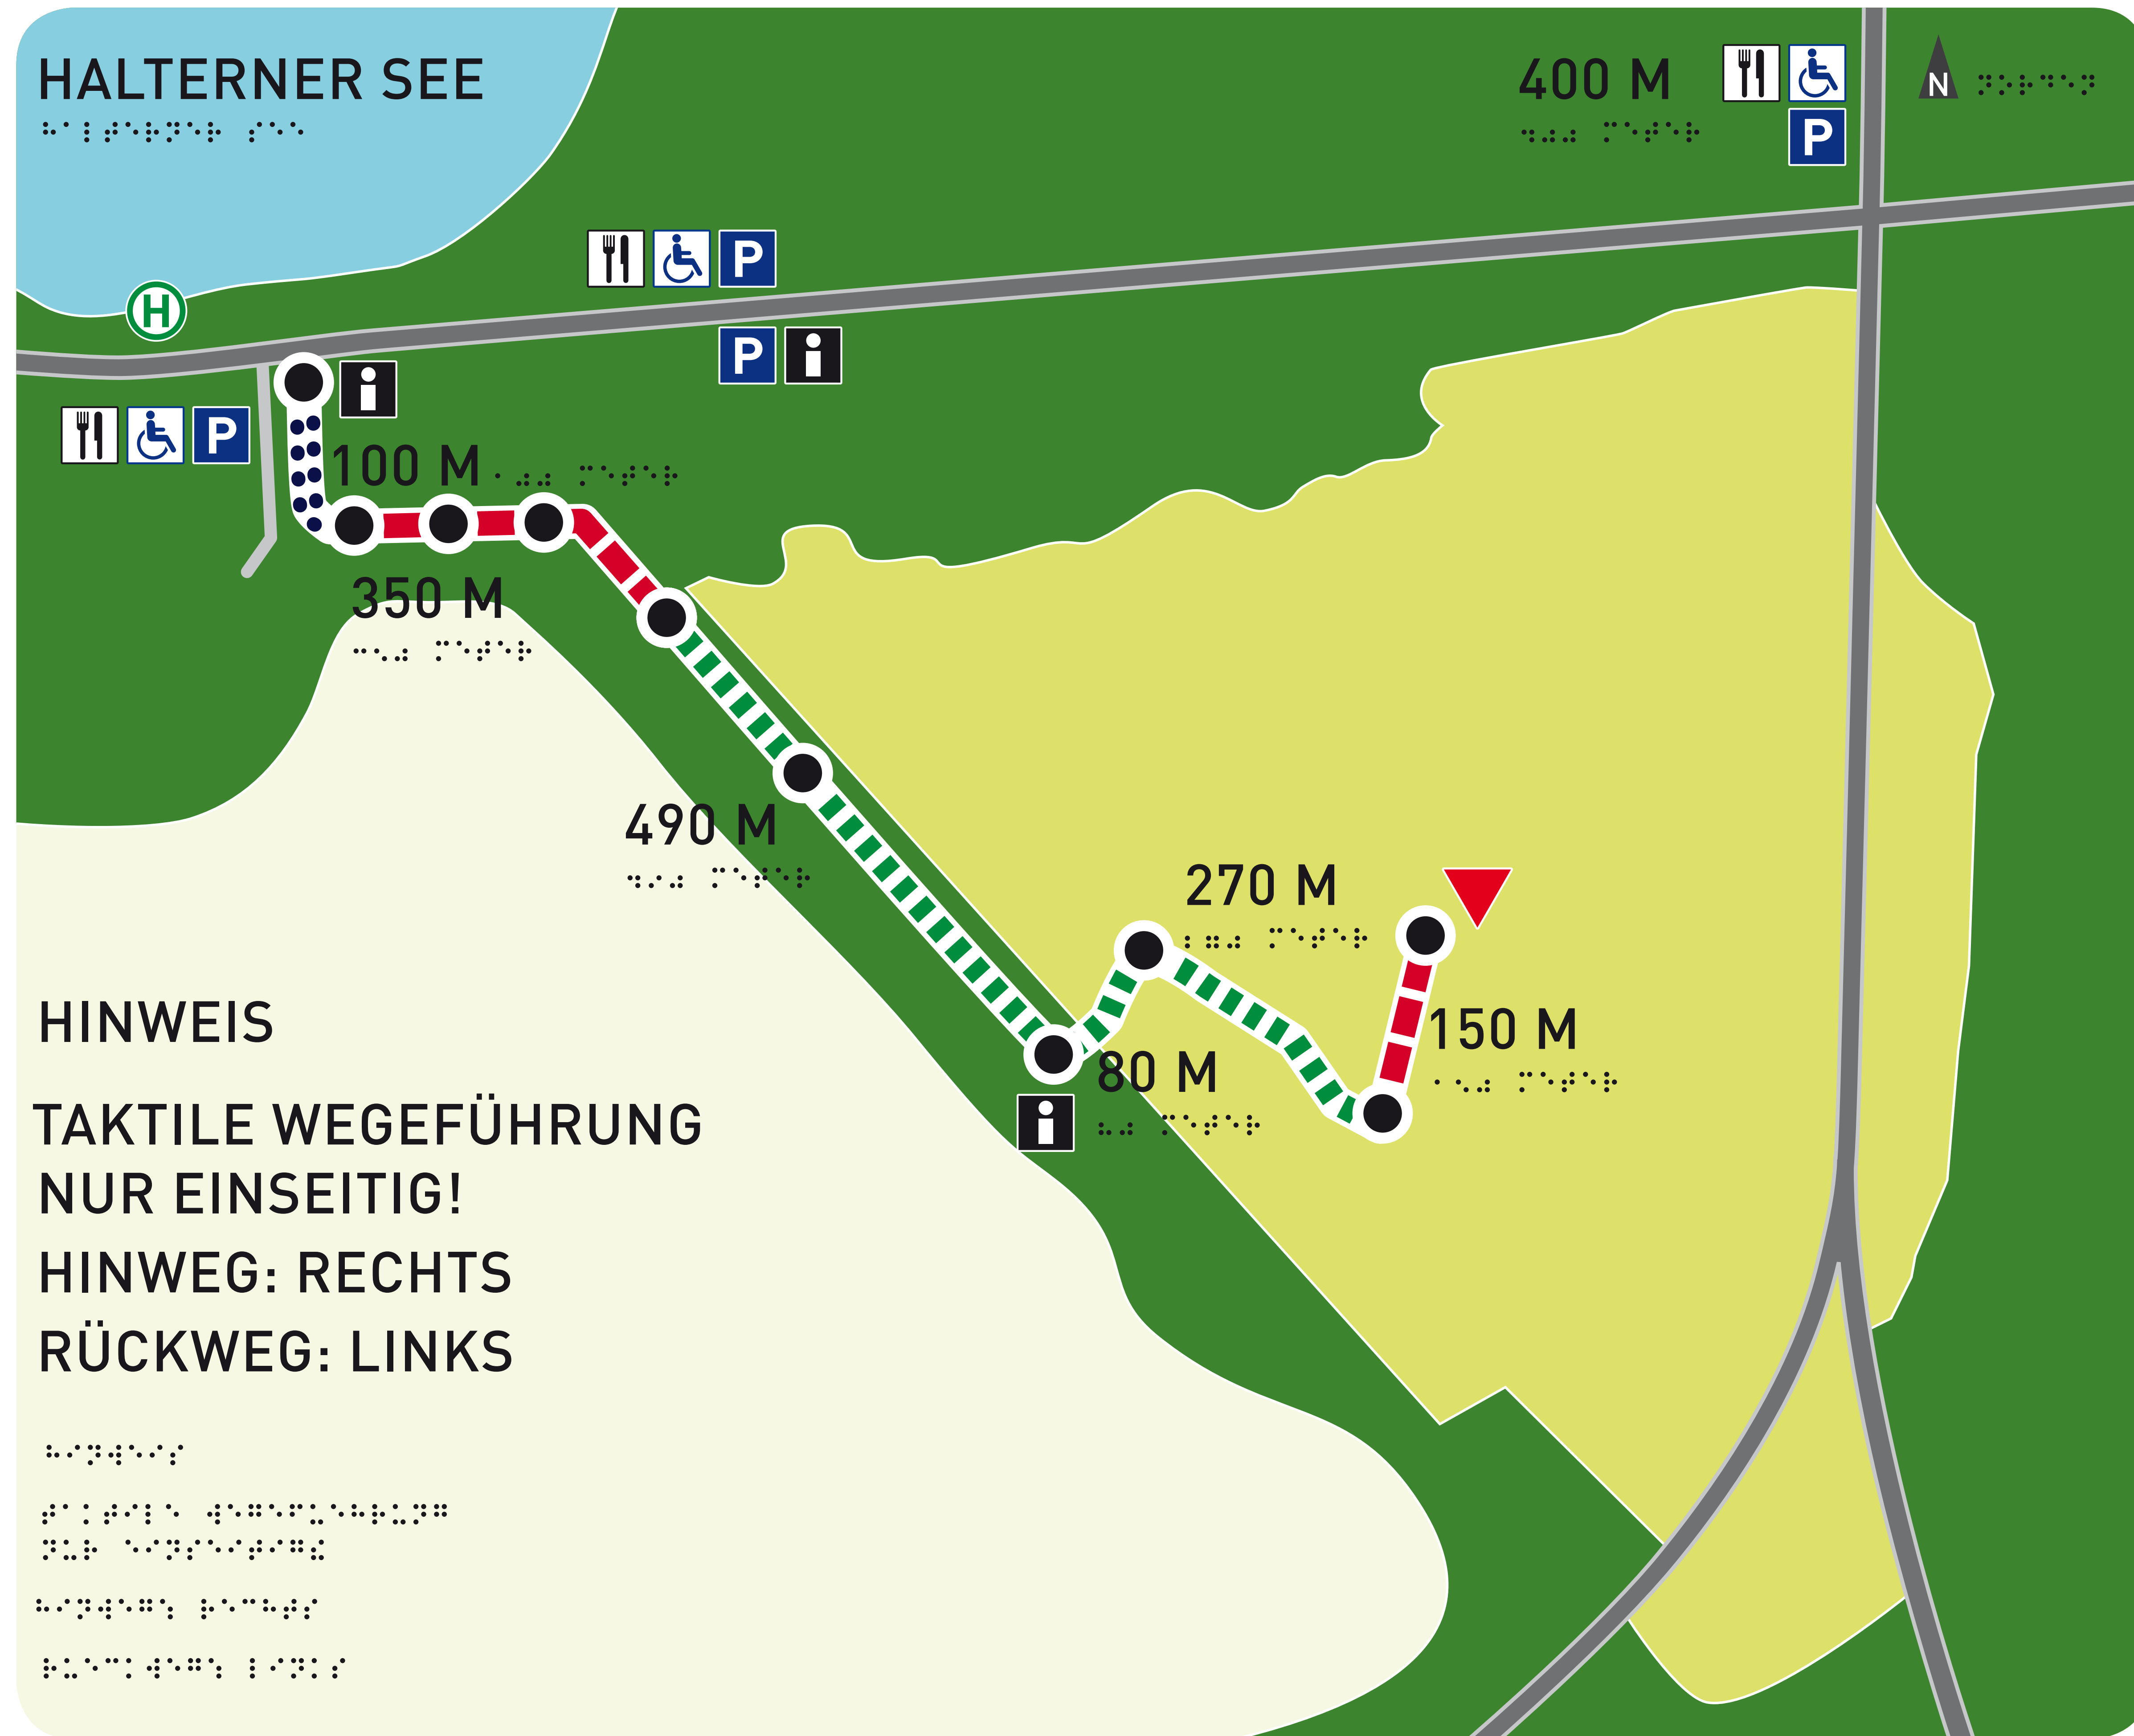 HALTERNER SEE
400 M
N
P
P
H
P
i
i
P
100 M
350 M
490 M
270 M
150 M
80 M
i
HINWEIS
TAKTILE WEGEFÜHRUNG
NUR EINSEITIG!
HINWEG: RECHTS
RÜCKWEG: LINKS